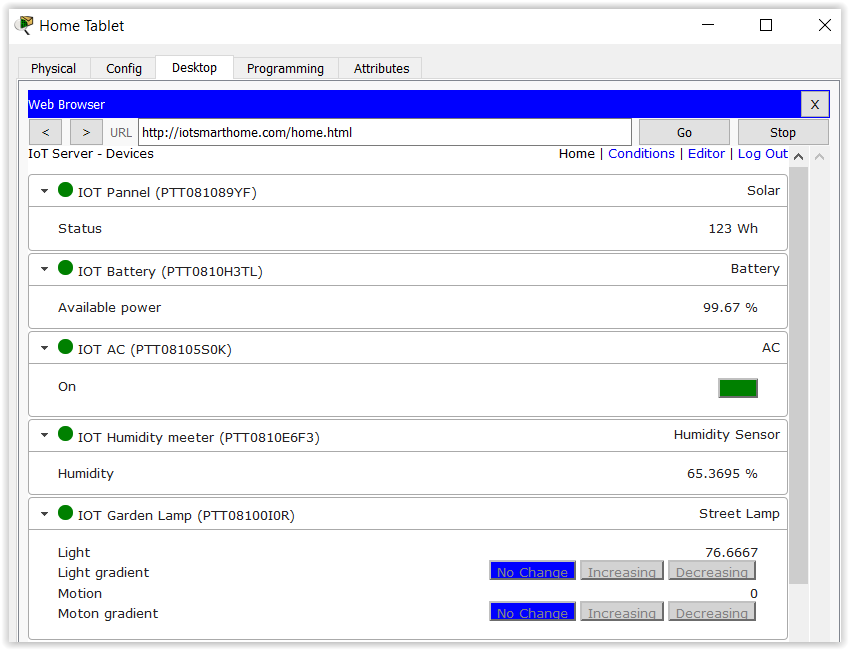 Home Tablet
Physical Config Desktop Programming Attributes
Web Browser X
< > URL http://iotsmarthome.com/home.html Go Stop
IoT Server - Devices Home | Conditions | Editor | Log Out
IOT Pannel (PTT081089YF) Solar
Status 123 Wh
IOT Battery (PTT0810H3TL) Battery
Available power 99.67 %
IOT AC (PTT08105S0K) AC
On
IOT Humidity meeter (PTT0810E6F3) Humidity Sensor
Humidity 65.3695 %
IOT Garden Lamp (PTT08100I0R) Street Lamp
Light 76.6667
Light gradient No Change Increasing Decreasing
Motion 0
Moton gradient No Change Increasing Decreasing